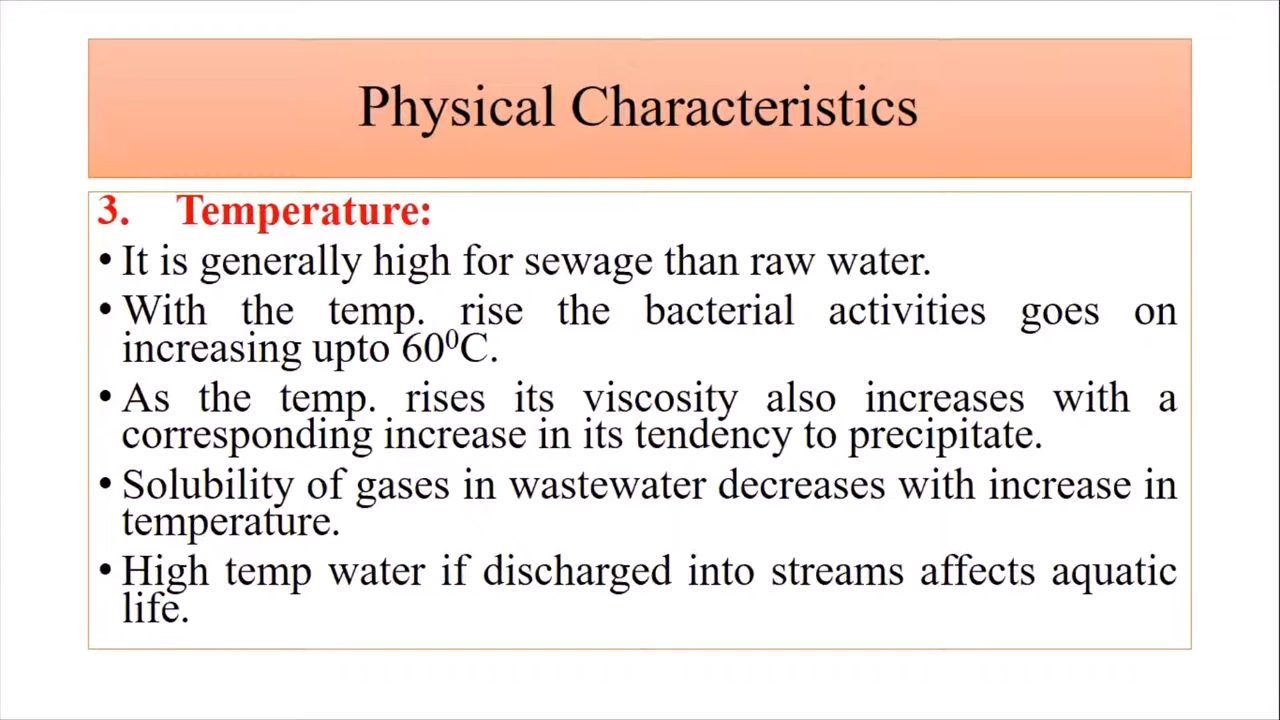 Physical Characteristics
3. Temperature:
• It is generally high for sewage than raw water.
• With the temp. rise the bacterial activities goes on
increasing upto 60⁰C.
• As the temp. rises its viscosity also increases with a
corresponding increase in its tendency to precipitate.
• Solubility of gases in wastewater decreases with increase in
temperature.
• High temp water if discharged into streams affects aquatic
life.